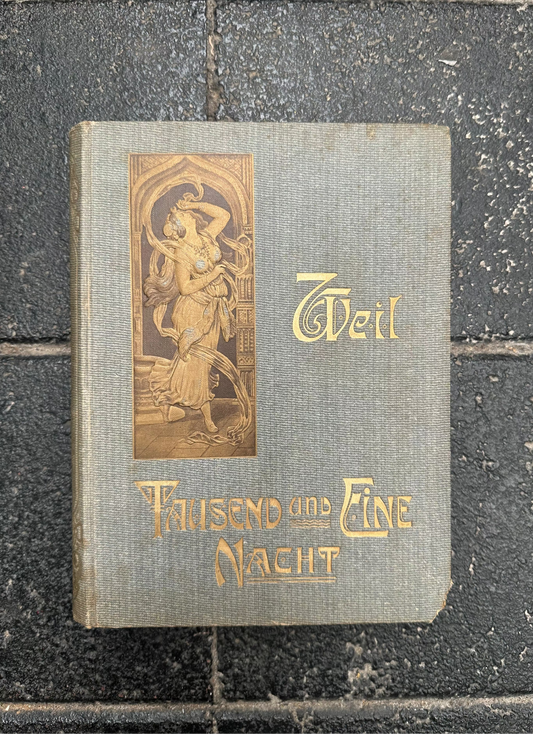 Weil
Tausend und Eine
Nacht